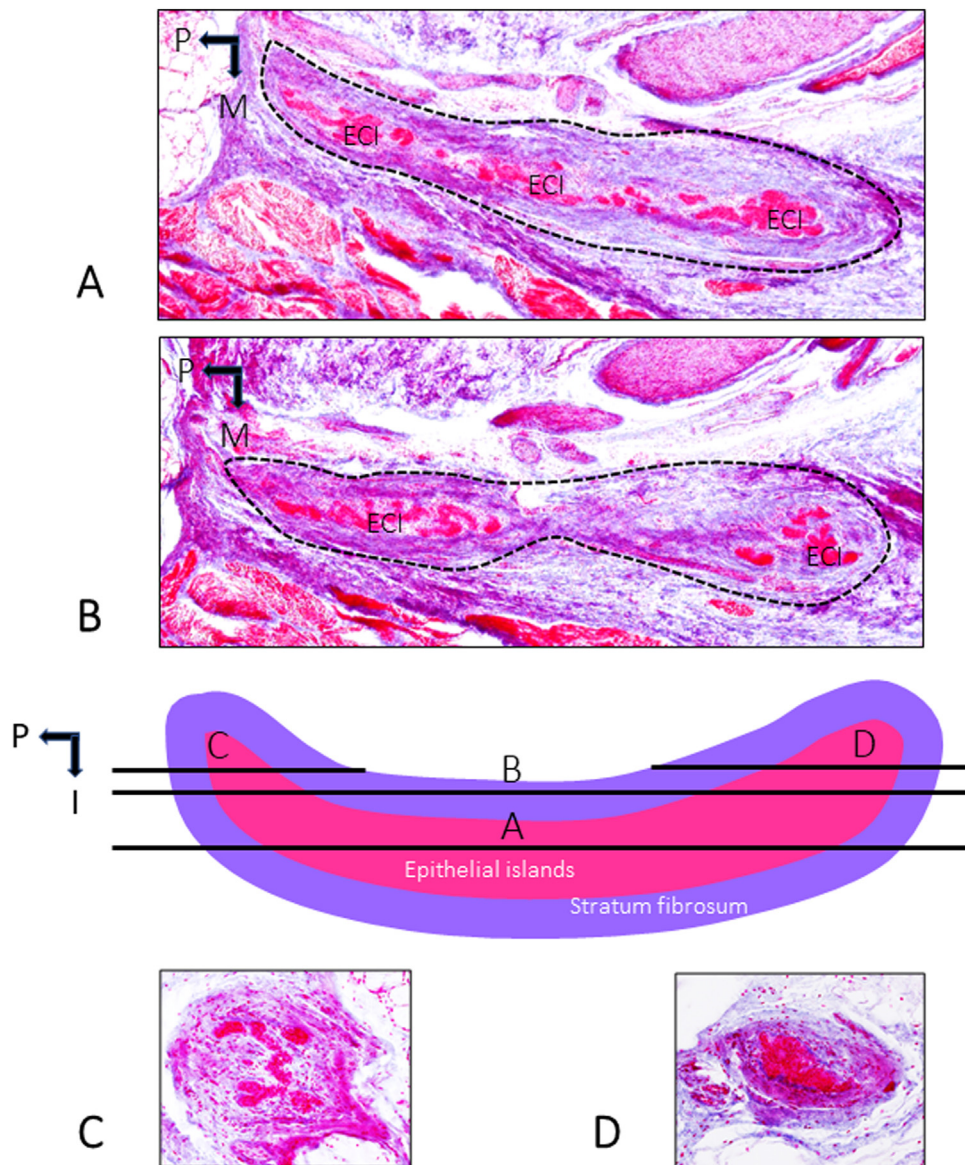 P
M
ECI
ECI
ECI
A
P
M
ECI
ECI
B
P
I
C
B
D
A
Epithelial islands
Stratum fibrosum
C
D